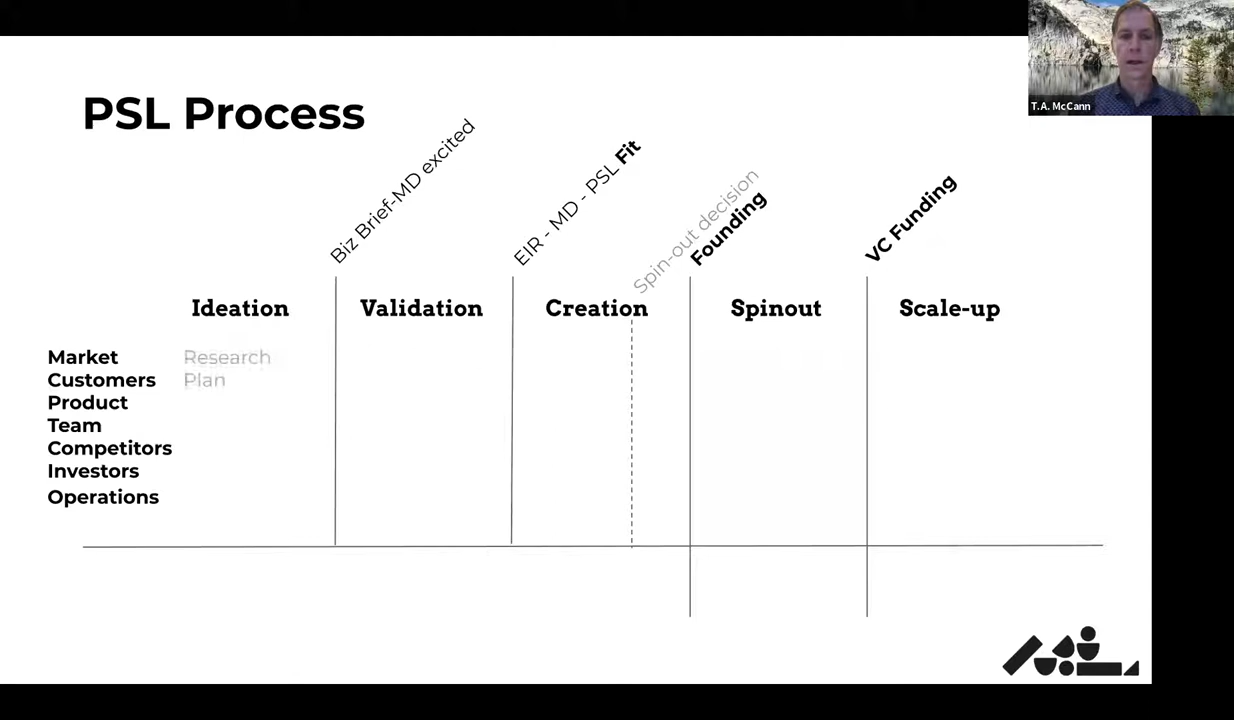 T.A. McCann
PSL Process
Biz Brief-MD excited
EIR - MD - PSL Fit
Spin-out decision
Founding
VC Funding
Ideation
Validation
Creation
Spinout
Scale-up
Market
Research
Customers
Plan
Product
Team
Competitors
Investors
Operations